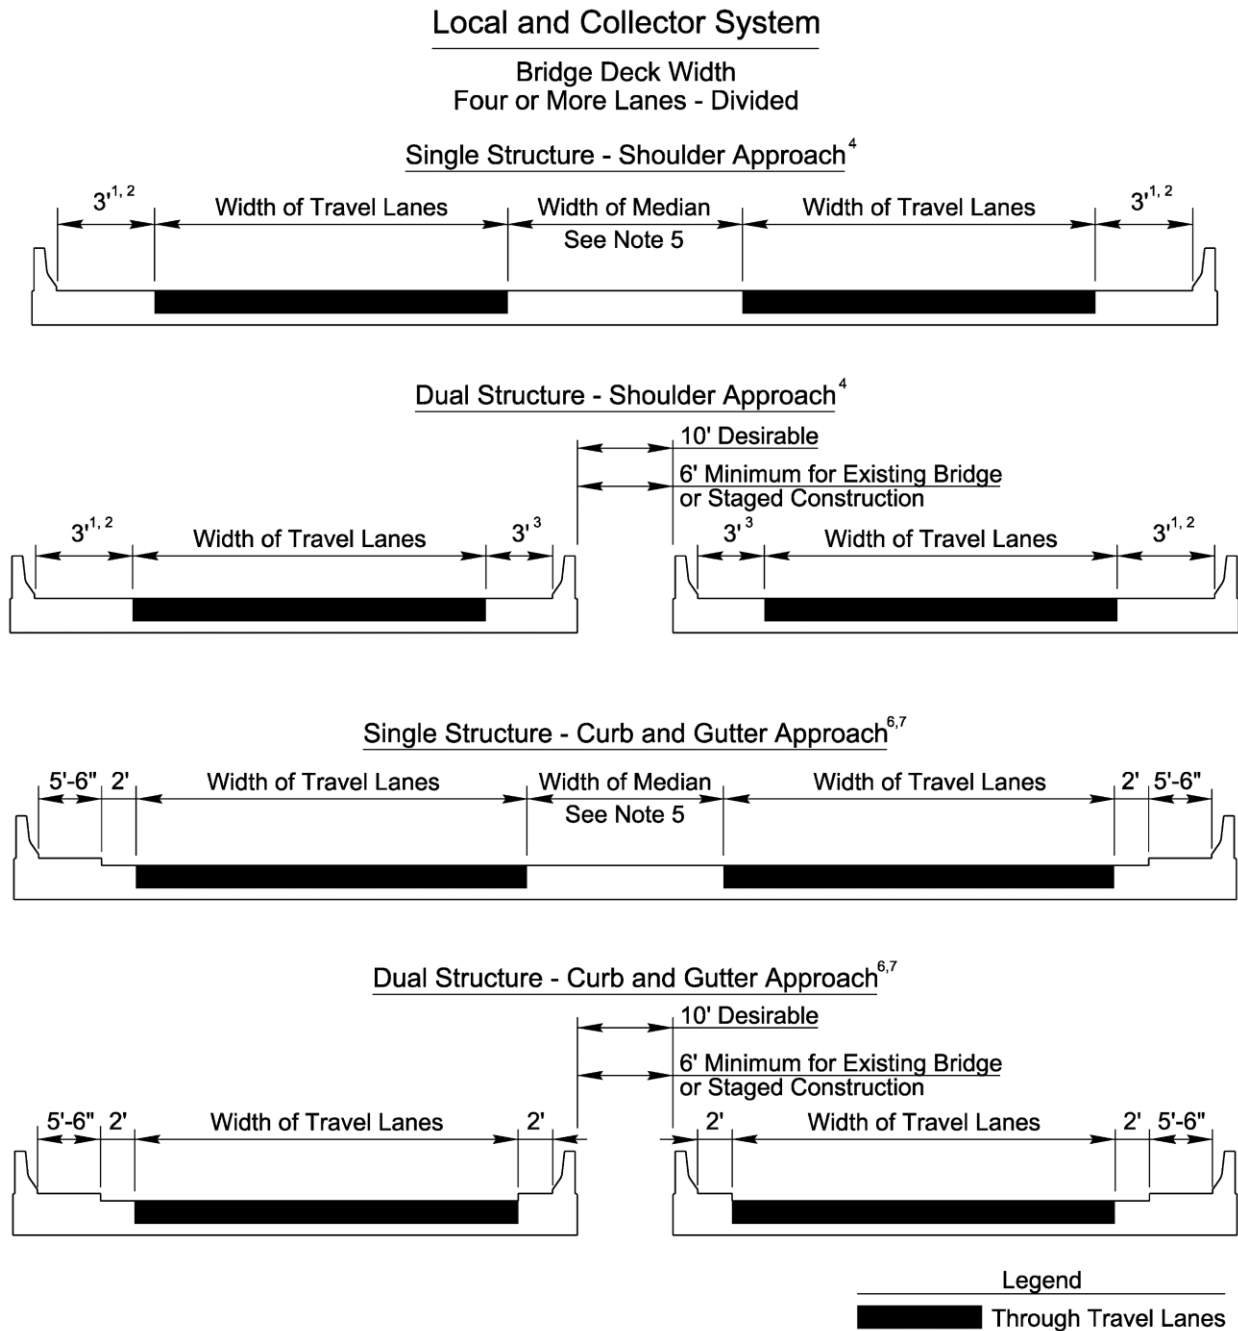 Local and Collector System
Bridge Deck Width
Four or More Lanes - Divided
Single Structure - Shoulder Approach4
3'1, 2 Width of Travel Lanes Width of Median Width of Travel Lanes 3'1, 2
See Note 5
Dual Structure - Shoulder Approach4
10' Desirable
6' Minimum for Existing Bridge
or Staged Construction
3'1, 2 Width of Travel Lanes 3'3 3'3 Width of Travel Lanes 3'1, 2
Single Structure - Curb and Gutter Approach6,7
5'-6" 2' Width of Travel Lanes Width of Median Width of Travel Lanes 2' 5'-6"
See Note 5
Dual Structure - Curb and Gutter Approach6,7
10' Desirable
6' Minimum for Existing Bridge
or Staged Construction
5'-6" 2' Width of Travel Lanes 2' 2' Width of Travel Lanes 2' 5'-6"
Legend
Through Travel Lanes